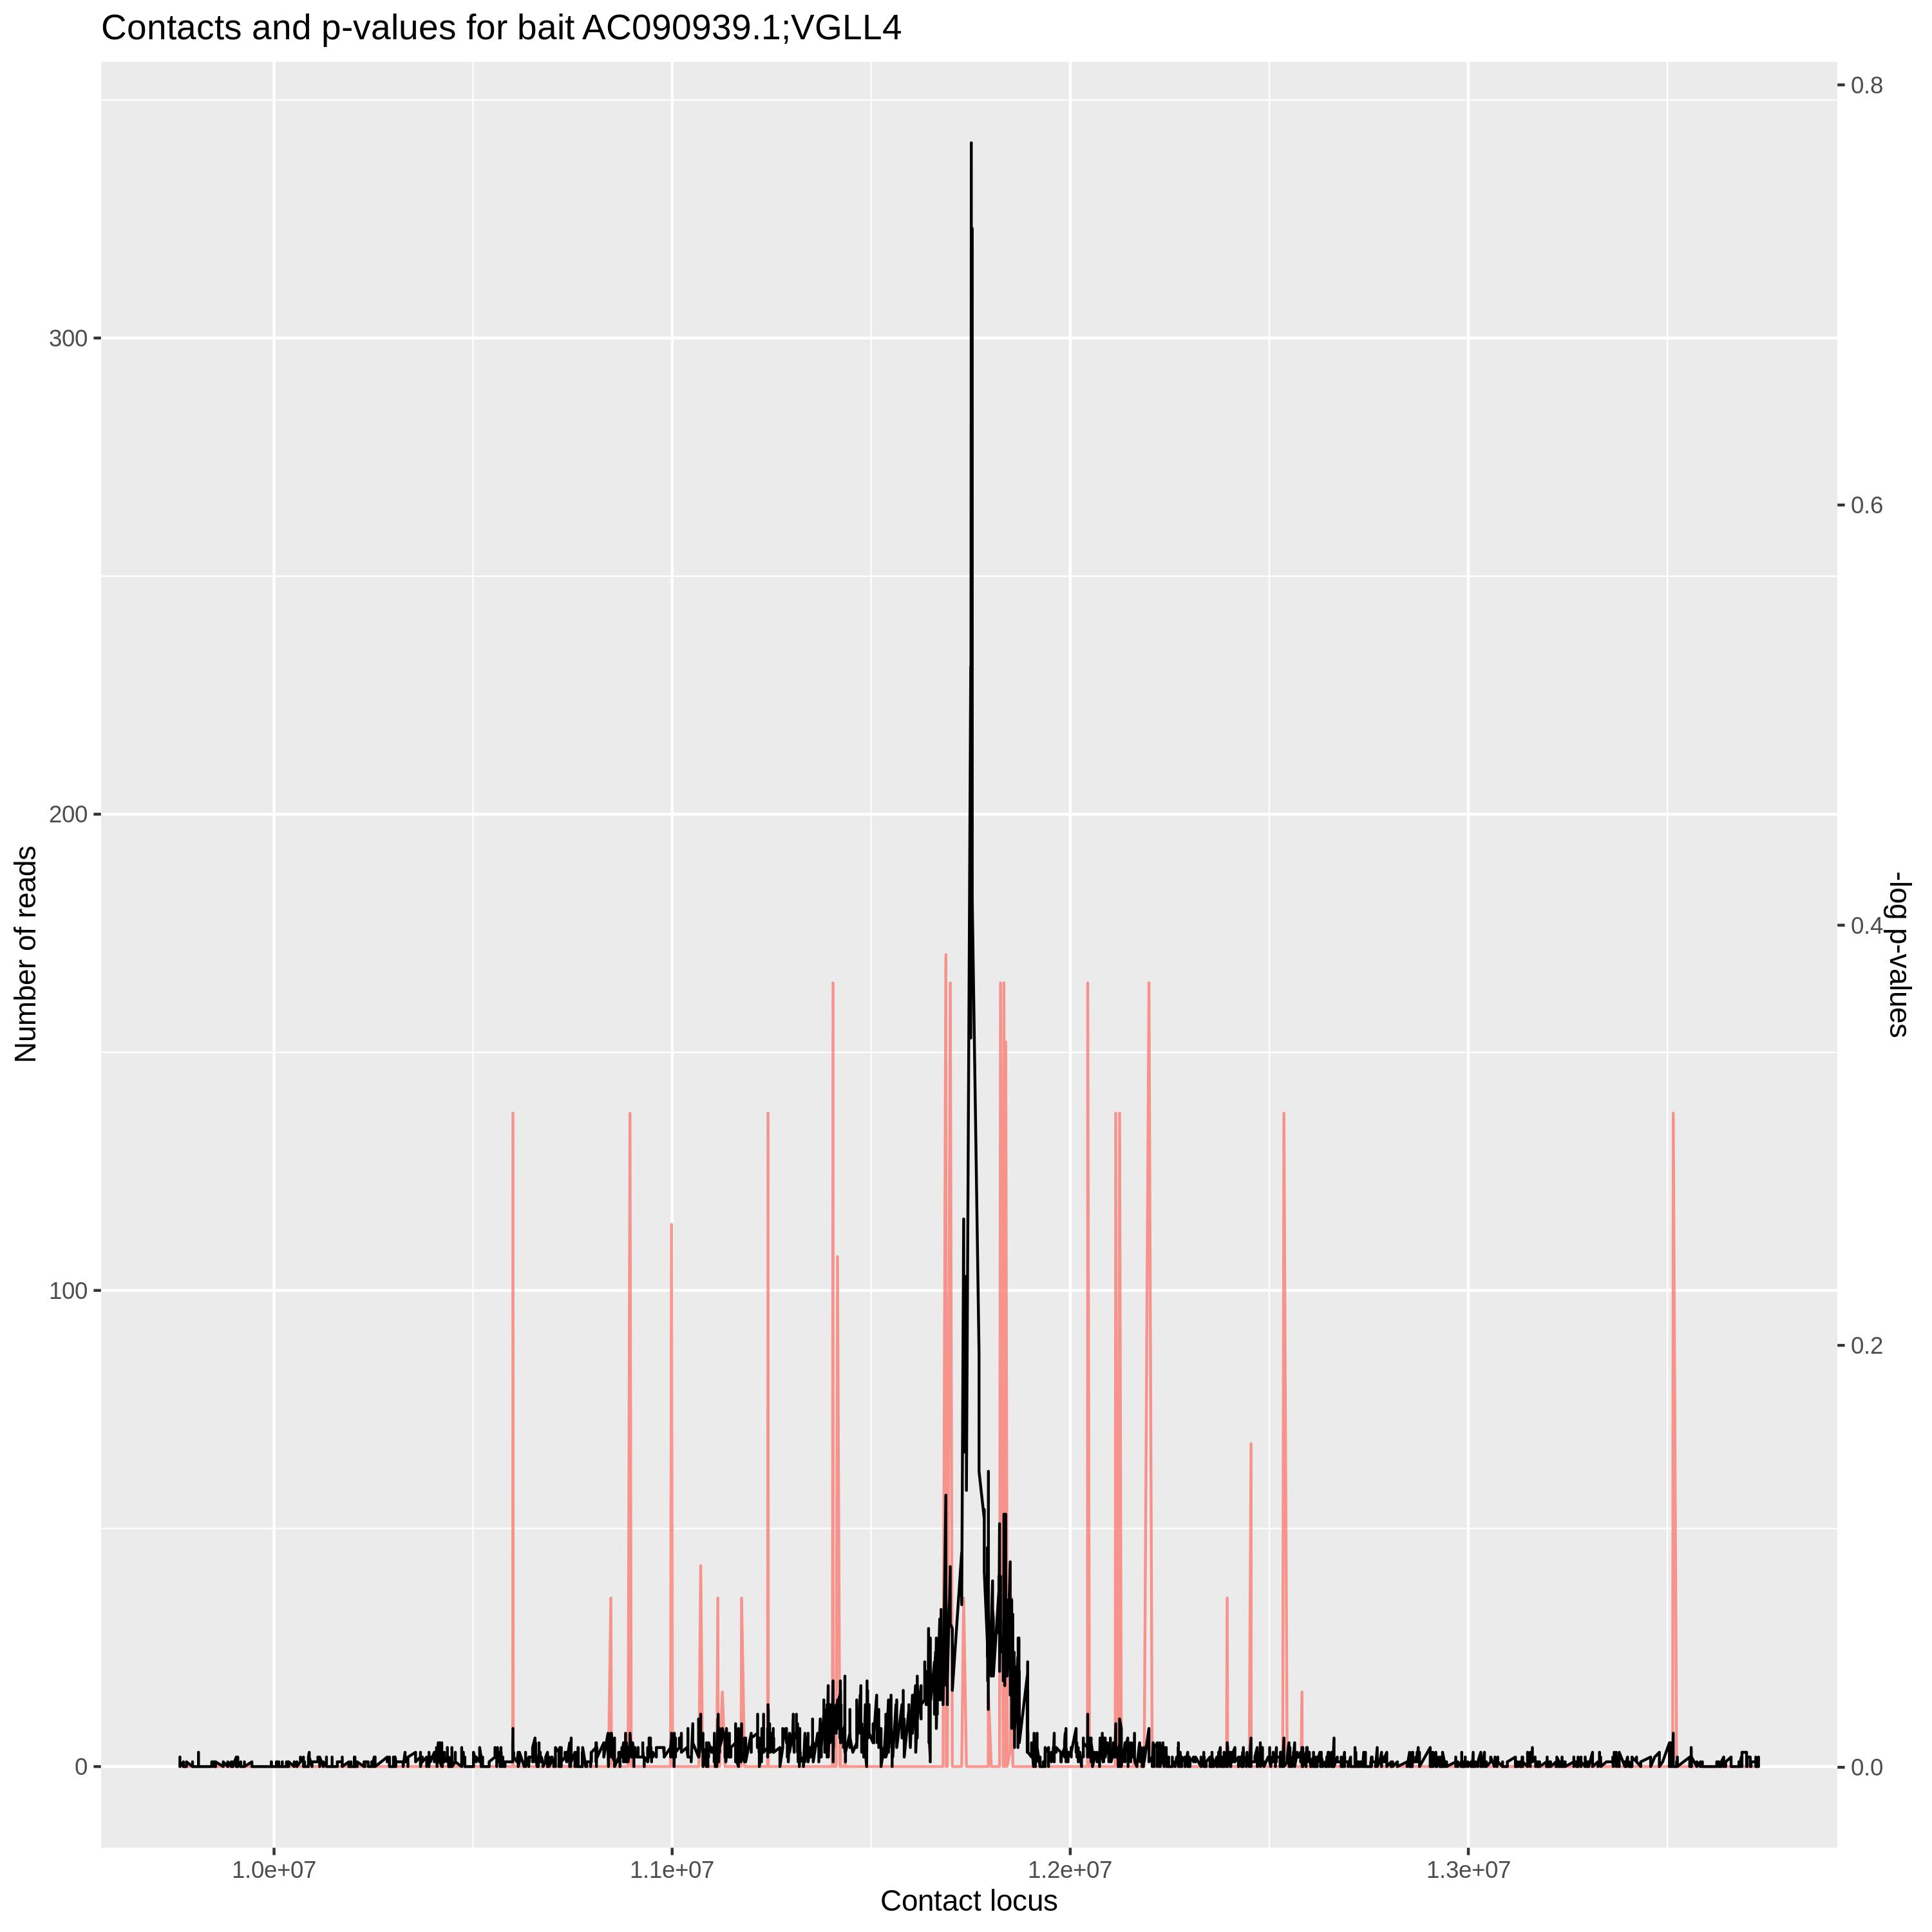 Contacts and p-values for bait AC090939.1;VGLL4
Number of reads
300
200
100
0
0.8
0.6
0.4
0.2
0.0
-log p-values
1.0e+07
1.1e+07
1.2e+07
1.3e+07
Contact locus